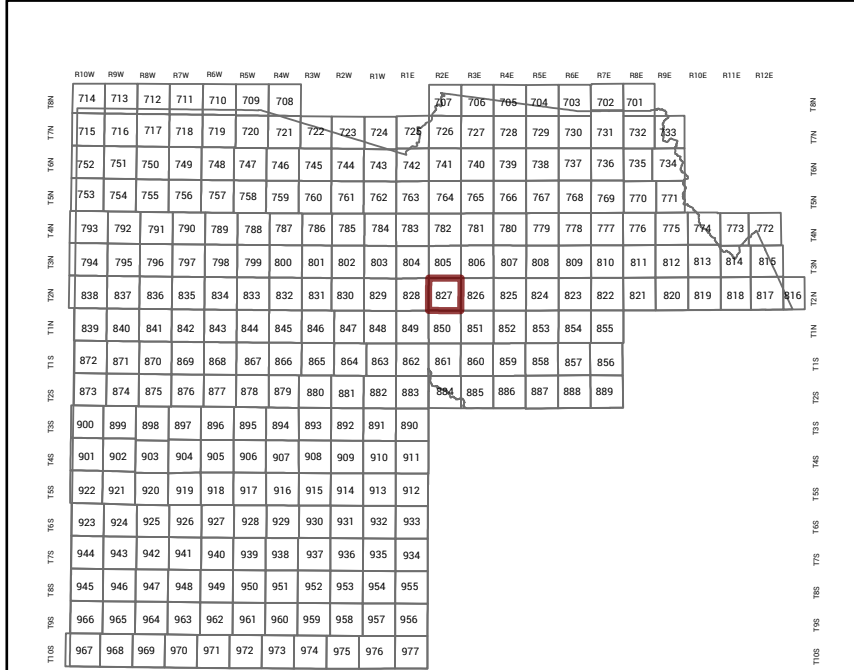 R10W R9W R8W R7W R6W R5W R4W R3W R2W R1W R1E R2E R3E R4E R5E R6E R7E R8E R9E R10E R11E R12E
T8N 714 713 712 711 710 709 708 707 706 705 704 703 702 701 T8N
T7N 715 716 717 718 719 720 721 722 723 724 725 726 727 728 729 730 731 732 733 T7N
T6N 752 751 750 749 748 747 746 745 744 743 742 741 740 739 738 737 736 735 734 T6N
T5N 753 754 755 756 757 758 759 760 761 762 763 764 765 766 767 768 769 770 771 T5N
T4N 793 792 791 790 789 788 787 786 785 784 783 782 781 780 779 778 777 776 775 774 773 772 T4N
T3N 794 795 796 797 798 799 800 801 802 803 804 805 806 807 808 809 810 811 812 813 814 815 T3N
T2N 838 837 836 835 834 833 832 831 830 829 828 827 826 825 824 823 822 821 820 819 818 817 816 T2N
T1N 839 840 841 842 843 844 845 846 847 848 849 850 851 852 853 854 855 T1N
T1S 872 871 870 869 868 867 866 865 864 863 862 861 860 859 858 857 856 T1S
T2S 873 874 875 876 877 878 879 880 881 882 883 884 885 886 887 888 889 T2S
T3S 900 899 898 897 896 895 894 893 892 891 890 T3S
T4S 901 902 903 904 905 906 907 908 909 910 911 T4S
T5S 922 921 920 919 918 917 916 915 914 913 912 T5S
T6S 923 924 925 926 927 928 929 930 931 932 933 T6S
T7S 944 943 942 941 940 939 938 937 936 935 934 T7S
T8S 945 946 947 948 949 950 951 952 953 954 955 T8S
T9S 966 965 964 963 962 961 960 959 958 957 956 T9S
T10S 967 968 969 970 971 972 973 974 975 976 977 T10S